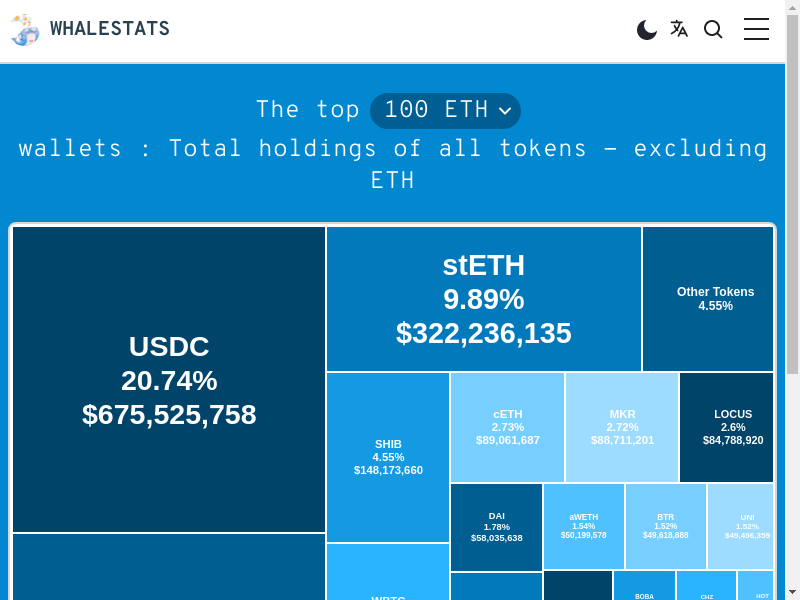 WHALESTATS
The top 100 ETH
wallets : Total holdings of all tokens – excluding
ETH
USDC
20.74%
$675,525,758
stETH
9.89%
$322,236,135
Other Tokens
4.55%
SHIB
4.55%
$148,173,660
cETH
2.73%
$89,061,687
MKR
2.72%
$88,711,201
LOCUS
2.6%
$84,788,920
DAI
1.78%
$58,035,638
aWETH
1.54%
$50,199,578
BTR
1.52%
$49,618,888
UNI
1.52%
$49,496,359
WBTC
BOBA
CHZ
HOT